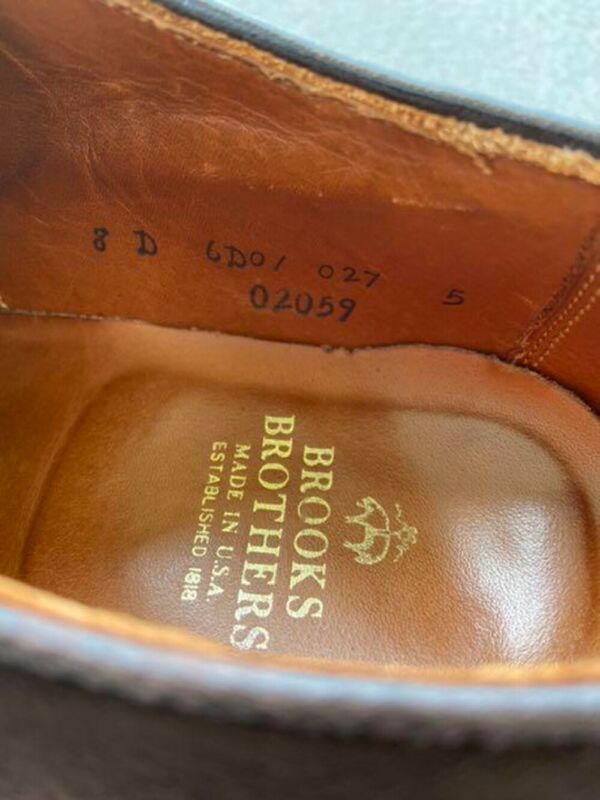 8 D 6D01 027
02059 5
BROOKS
BROTHERS
MADE IN U.S.A.
ESTABLISHED 1818